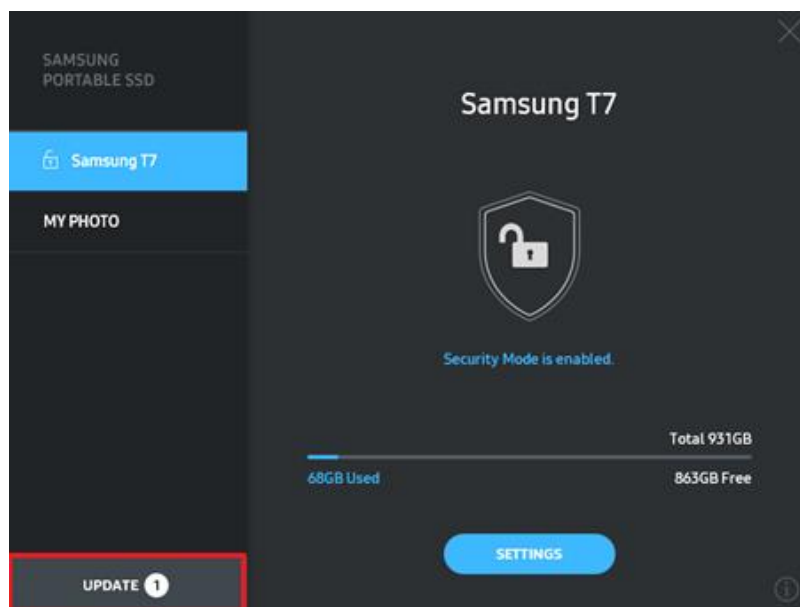 SAMSUNG
PORTABLE SSD
Samsung T7
MY PHOTO
UPDATE 1
Samsung T7
Security Mode is enabled.
Total 931GB
68GB Used
863GB Free
SETTINGS